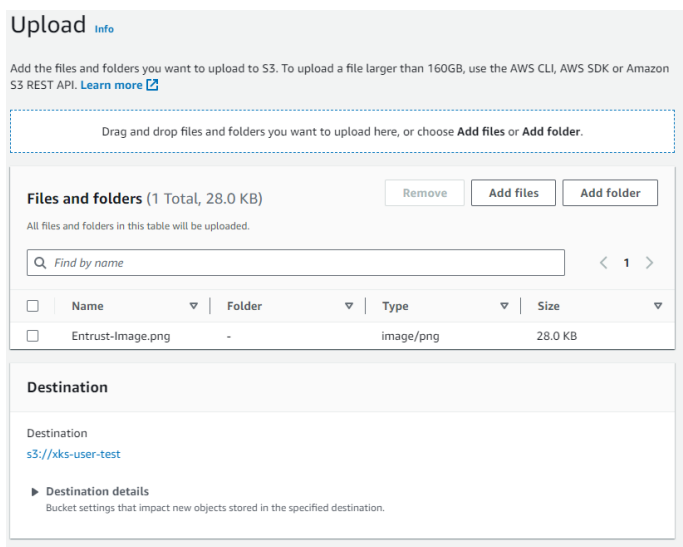 Upload Info
Add the files and folders you want to upload to S3. To upload a file larger than 160GB, use the AWS CLI, AWS SDK or Amazon
S3 REST API. Learn more
Drag and drop files and folders you want to upload here, or choose Add files or Add folder.
Files and folders (1 Total, 28.0 KB)
Remove
Add files
Add folder
All files and folders in this table will be uploaded.
Find by name
1
Name Folder Type Size
Entrust-Image.png - image/png 28.0 KB
Destination
Destination
s3://xks-user-test
Destination details
Bucket settings that impact new objects stored in the specified destination.